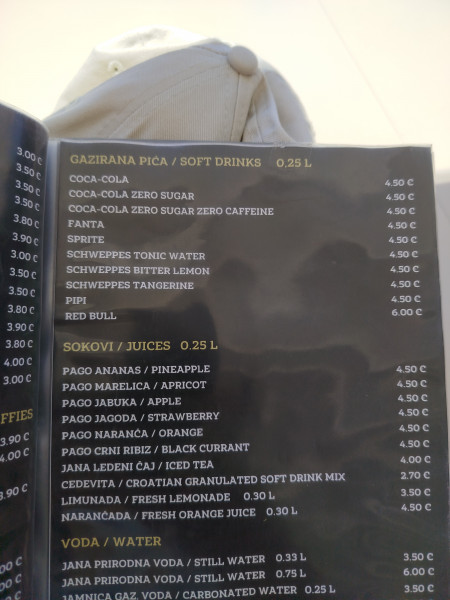 3.00 €
3.50 €
3.50 €
3.50 €
3.80 €
3.90 €
3.00 €
3.50 €
3.50 €
3.80 €
3.90 €
3.80 €
4.00 €
3.00 €
FFIES
3.90 €
4.00 €
3.90 €
GAZIRANA PIĆA / SOFT DRINKS 0,25 L
COCA-COLA 4.50 €
COCA-COLA ZERO SUGAR 4.50 €
COCA-COLA ZERO SUGAR ZERO CAFFEINE 4.50 €
FANTA 4.50 €
SPRITE 4.50 €
SCHWEPPES TONIC WATER 4.50 €
SCHWEPPES BITTER LEMON 4.50 €
SCHWEPPES TANGERINE 4.50 €
PIPI 4.50 €
RED BULL 6.00 €
SOKOVI / JUICES 0.25 L
PAGO ANANAS / PINEAPPLE 4.50 €
PAGO MARELICA / APRICOT 4.50 €
PAGO JABUKA / APPLE 4.50 €
PAGO JAGODA / STRAWBERRY 4.50 €
PAGO NARANČA / ORANGE 4.50 €
PAGO CRNI RIBIZ / BLACK CURRANT 4.50 €
JANA LEDENI ČAJ / ICED TEA 4.00 €
CEDEVITA / CROATIAN GRANULATED SOFT DRINK MIX 2.70 €
LIMUNADA / FRESH LEMONADE 0.30 L 3.50 €
NARANČADA / FRESH ORANGE JUICE 0.30 L 4.50 €
VODA / WATER
JANA PRIRODNA VODA / STILL WATER 0.33 L 3.50 €
JANA PRIRODNA VODA / STILL WATER 0.75 L 6.00 €
JAMNICA GAZ. VODA / CARBONATED WATER 0.25 L 3.50 €